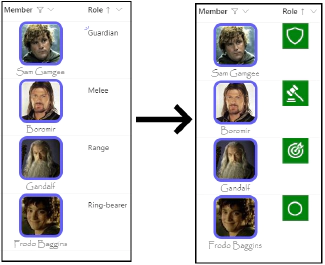 Member Role
Guardian
Sam Gamgee
Melee
Boromir
Range
Gandalf
Ring-bearer
Frodo Baggins
Member Role
Sam Gamgee
Boromir
Gandalf
Frodo Baggins